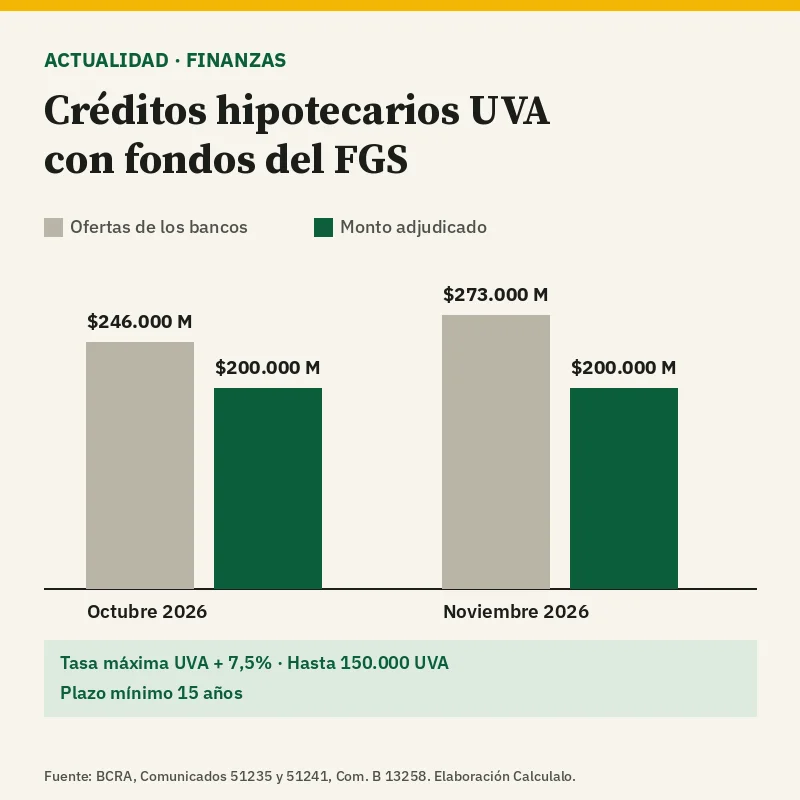 ACTUALIDAD · FINANZAS
Créditos hipotecarios UVA
con fondos del FGS
Ofertas de los bancos
Monto adjudicado
$246.000 M
$200.000 M
$273.000 M
$200.000 M
Octubre 2026
Noviembre 2026
Tasa máxima UVA + 7,5% · Hasta 150.000 UVA
Plazo mínimo 15 años
Fuente: BCRA, Comunicados 51235 y 51241, Com. B 13258. Elaboración Calculalo.